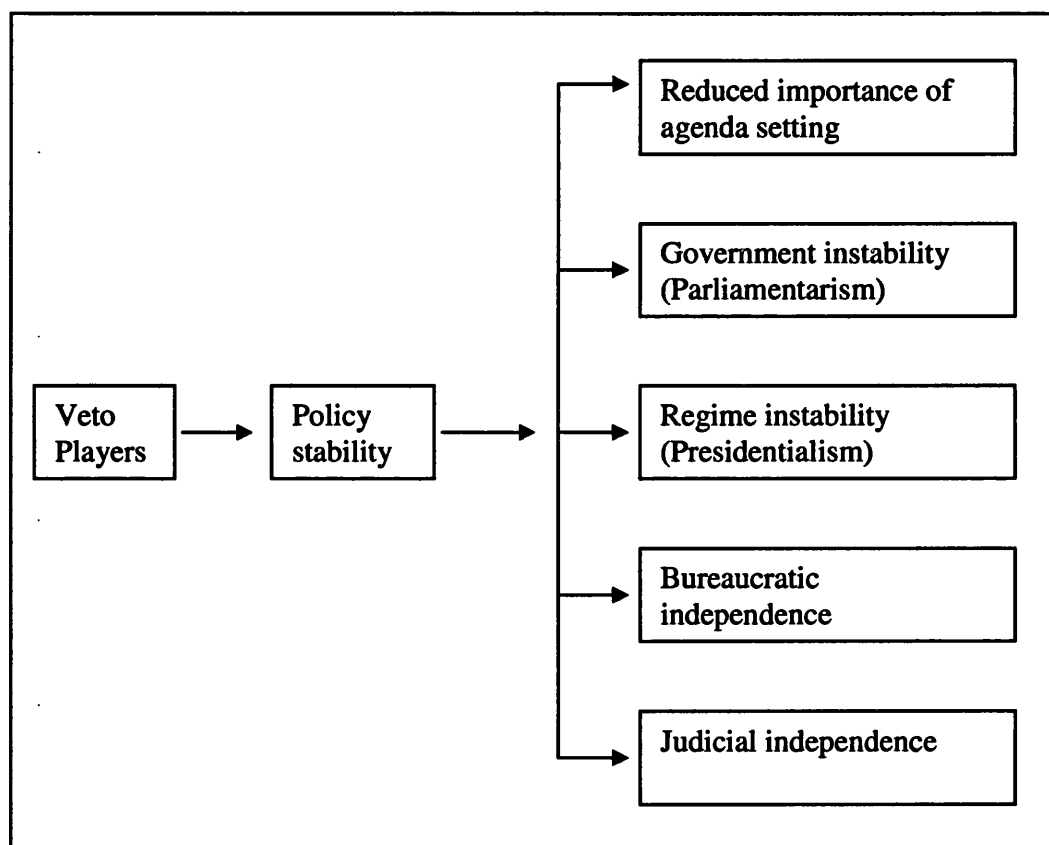 Reduced importance of
agenda setting
Government instability
(Parliamentarism)
Veto
Players
Policy
stability
Regime instability
(Presidentialism)
Bureaucratic
independence
Judicial independence